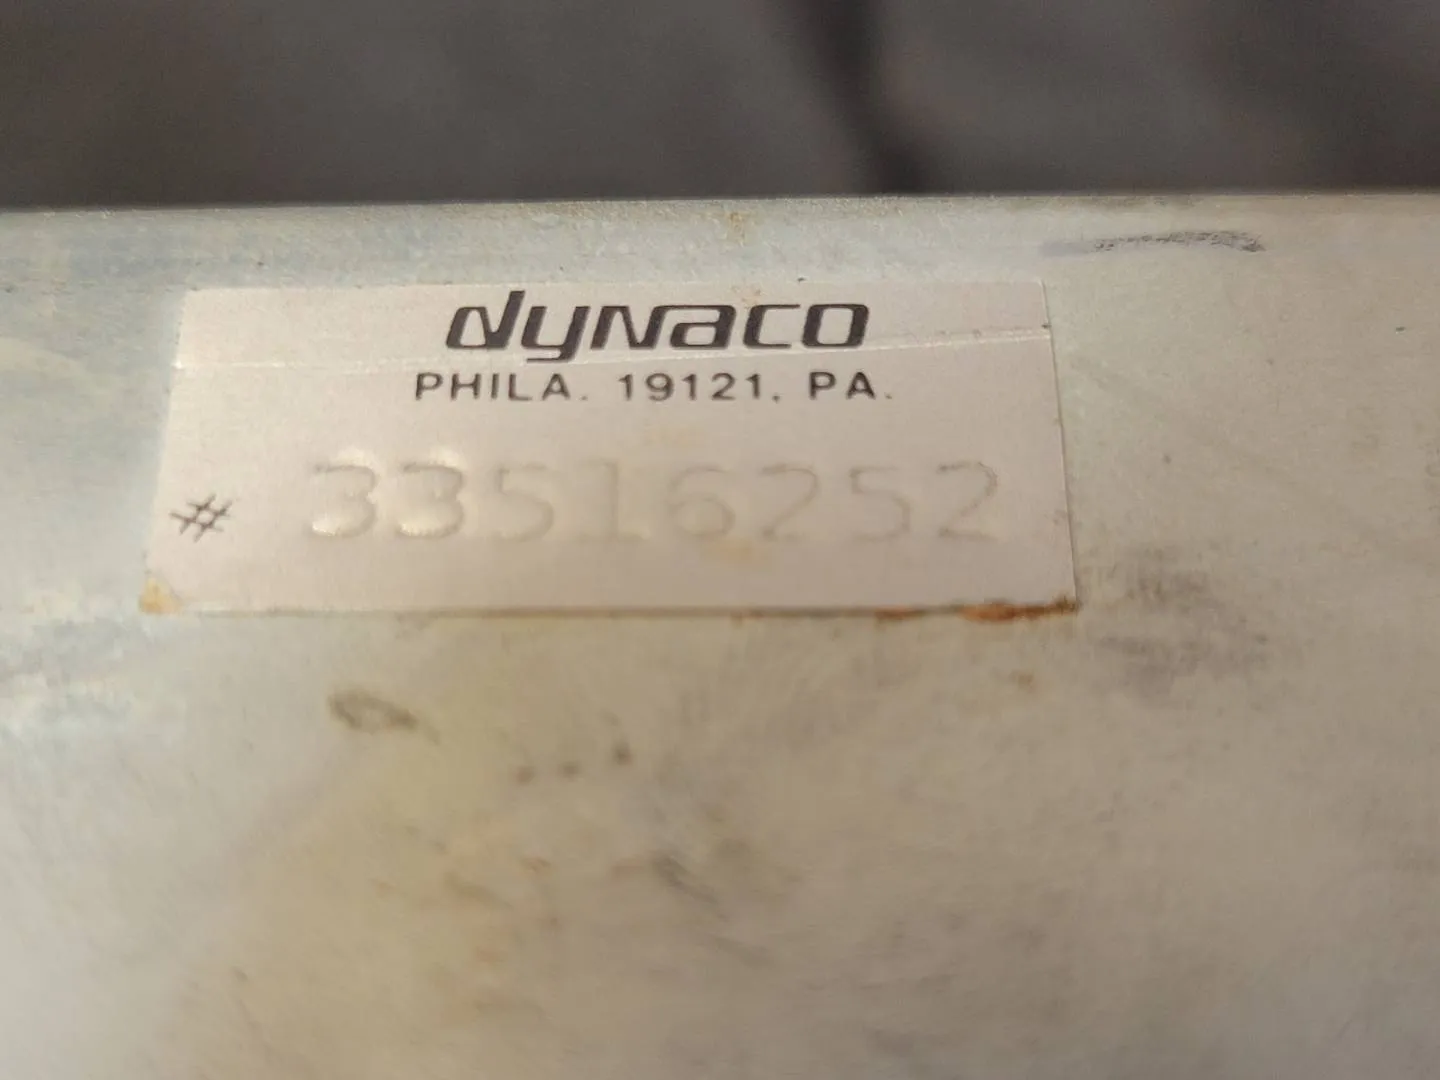 dynaco
PHILA. 19121, PA.
# 33516252